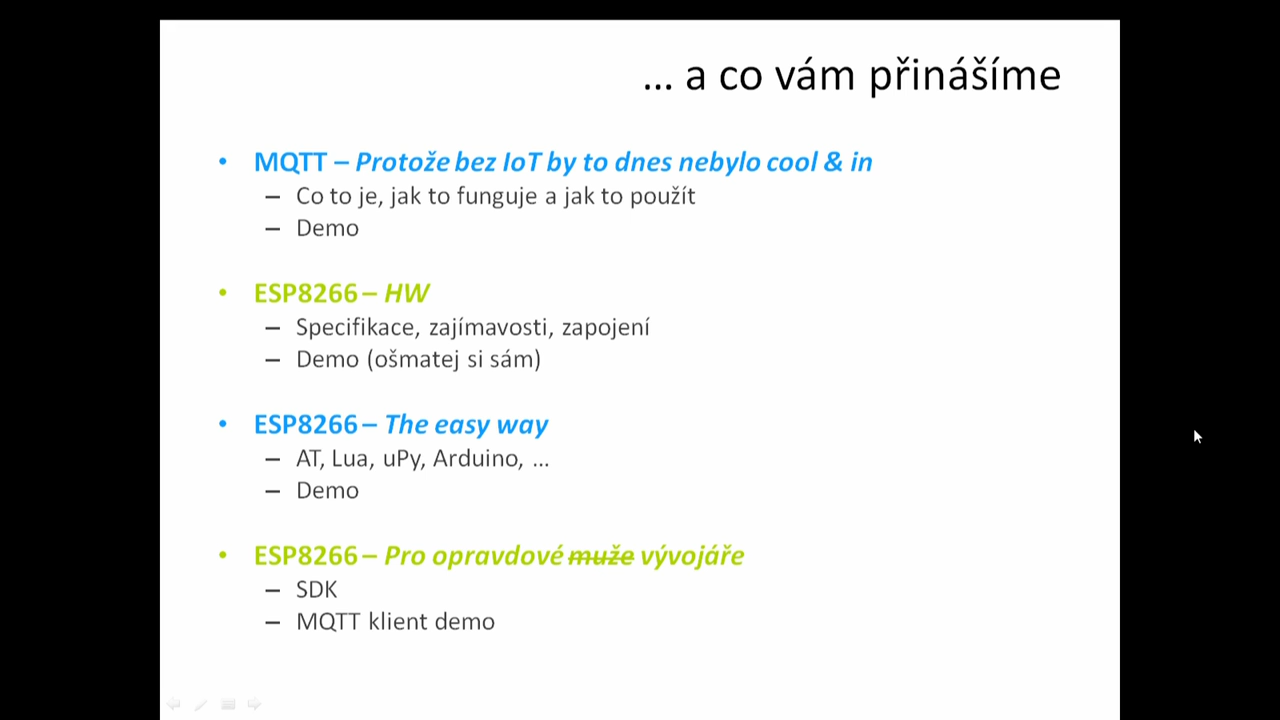 ... a co vám přinášíme
• MQTT – Protože bez IoT by to dnes nebylo cool & in
– Co to je, jak to funguje a jak to použít
– Demo
• ESP8266 – HW
– Specifikace, zajímavosti, zapojení
– Demo (ošmatej si sám)
• ESP8266 – The easy way
– AT, Lua, uPy, Arduino, ...
– Demo
• ESP8266 – Pro opravdové muže vývojáře
– SDK
– MQTT klient demo